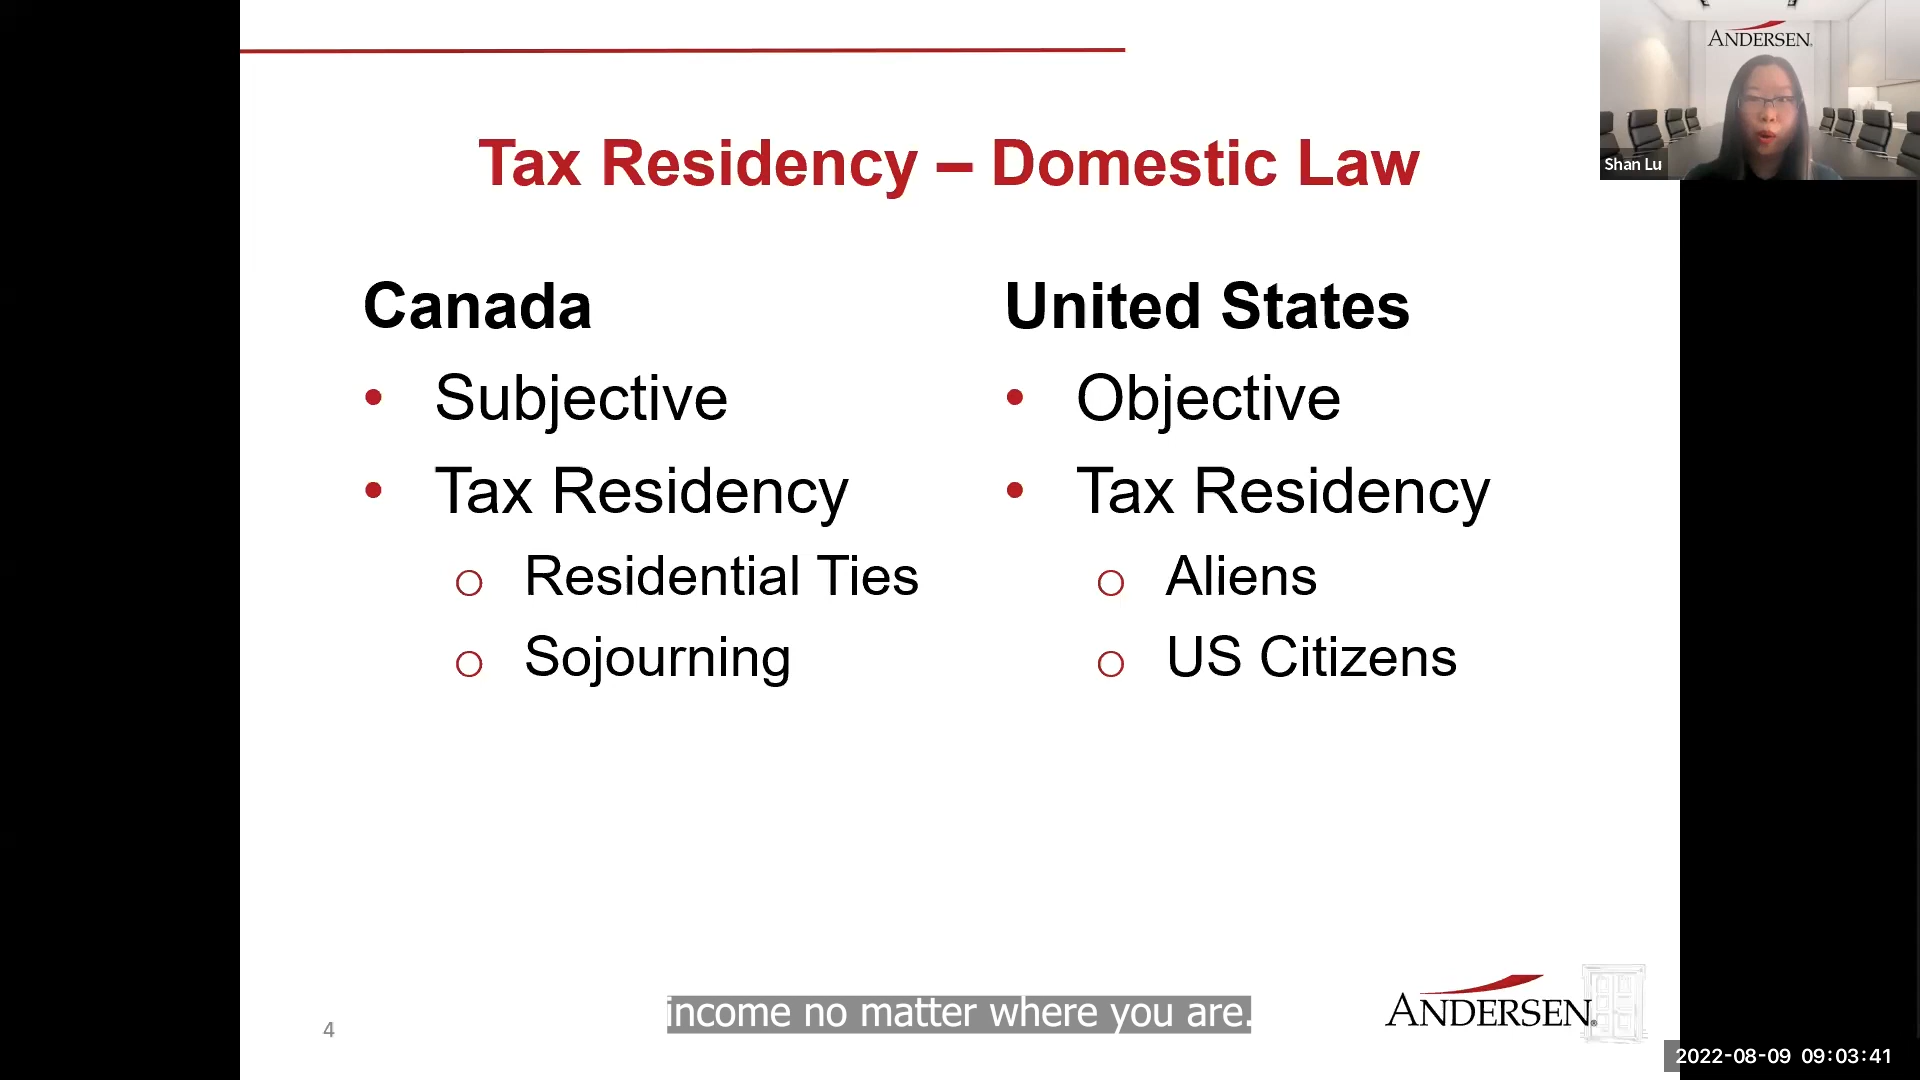 ANDERSEN
Shan Lu
Tax Residency – Domestic Law
Canada
• Subjective
• Tax Residency
o Residential Ties
o Sojourning
United States
• Objective
• Tax Residency
o Aliens
o US Citizens
4
income no matter where you are.
ANDERSEN®
2022-08-09 09:03:41